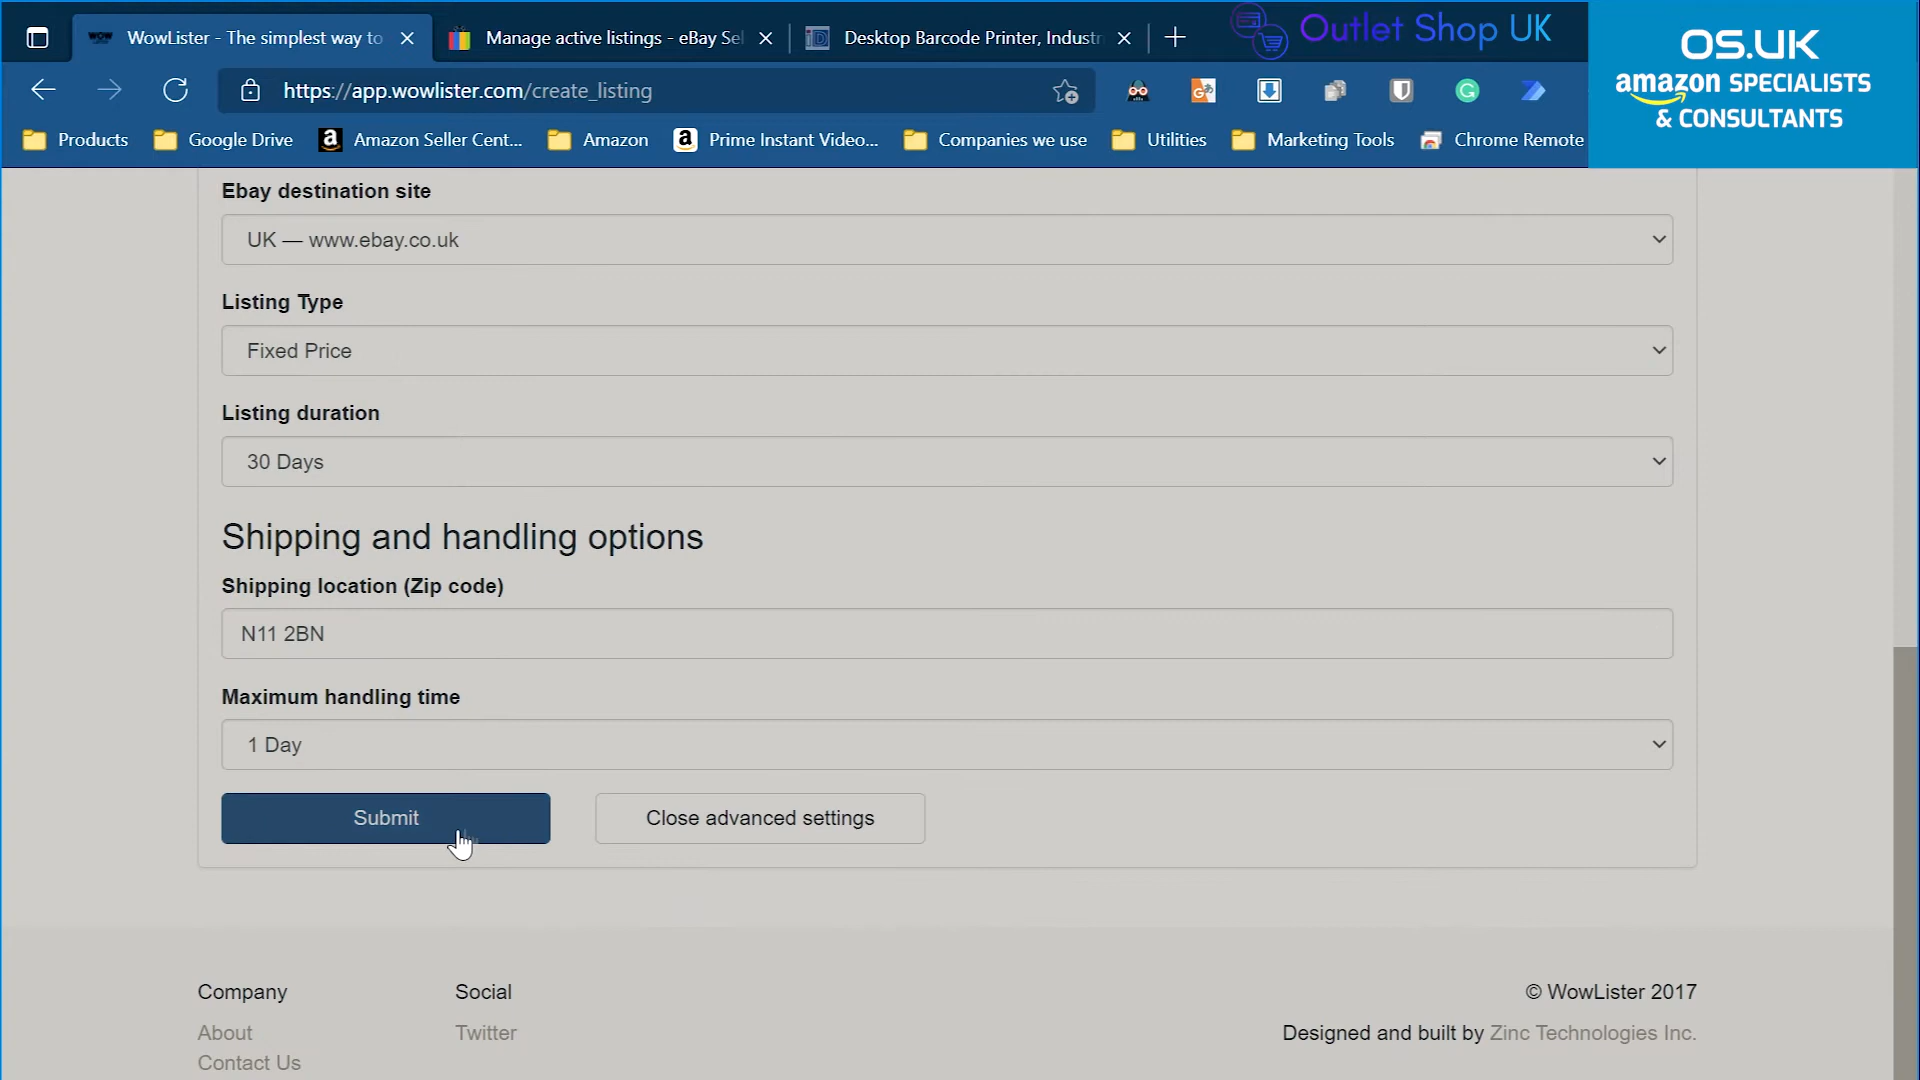 WowLister - The simplest way to
Manage active listings - eBay Sel
Desktop Barcode Printer, Industr
Outlet Shop UK
OS.UK
amazon SPECIALISTS
& CONSULTANTS
https://app.wowlister.com/create_listing
Products
Google Drive
Amazon Seller Cent...
Amazon
Prime Instant Video...
Companies we use
Utilities
Marketing Tools
Chrome Remote
Ebay destination site
UK — www.ebay.co.uk
Listing Type
Fixed Price
Listing duration
30 Days
Shipping and handling options
Shipping location (Zip code)
N11 2BN
Maximum handling time
1 Day
Submit
Close advanced settings
Company
Social
© WowLister 2017
About
Twitter
Designed and built by Zinc Technologies Inc.
Contact Us